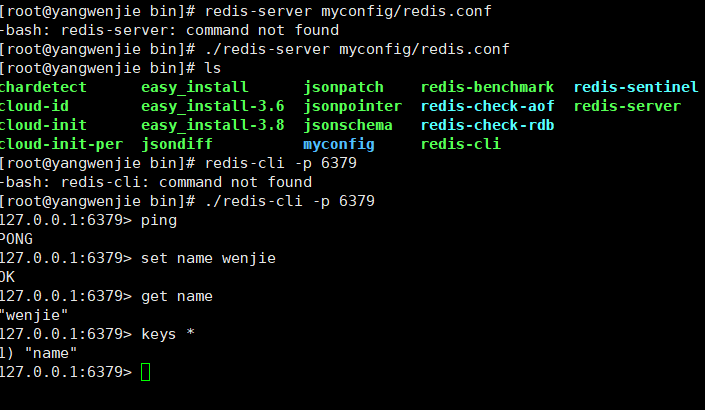 [root@yangwenjie bin]# redis-server myconfig/redis.conf
-bash: redis-server: command not found
[root@yangwenjie bin]# ./redis-server myconfig/redis.conf
[root@yangwenjie bin]# ls
chardetect easy_install jsonpatch redis-benchmark redis-sentinel
cloud-id easy_install-3.6 jsonpointer redis-check-aof redis-server
cloud-init easy_install-3.8 jsonschema redis-check-rdb
cloud-init-per jsondiff myconfig redis-cli
[root@yangwenjie bin]# redis-cli -p 6379
-bash: redis-cli: command not found
[root@yangwenjie bin]# ./redis-cli -p 6379
127.0.0.1:6379> ping
PONG
127.0.0.1:6379> set name wenjie
OK
127.0.0.1:6379> get name
"wenjie"
127.0.0.1:6379> keys *
1) "name"
127.0.0.1:6379>